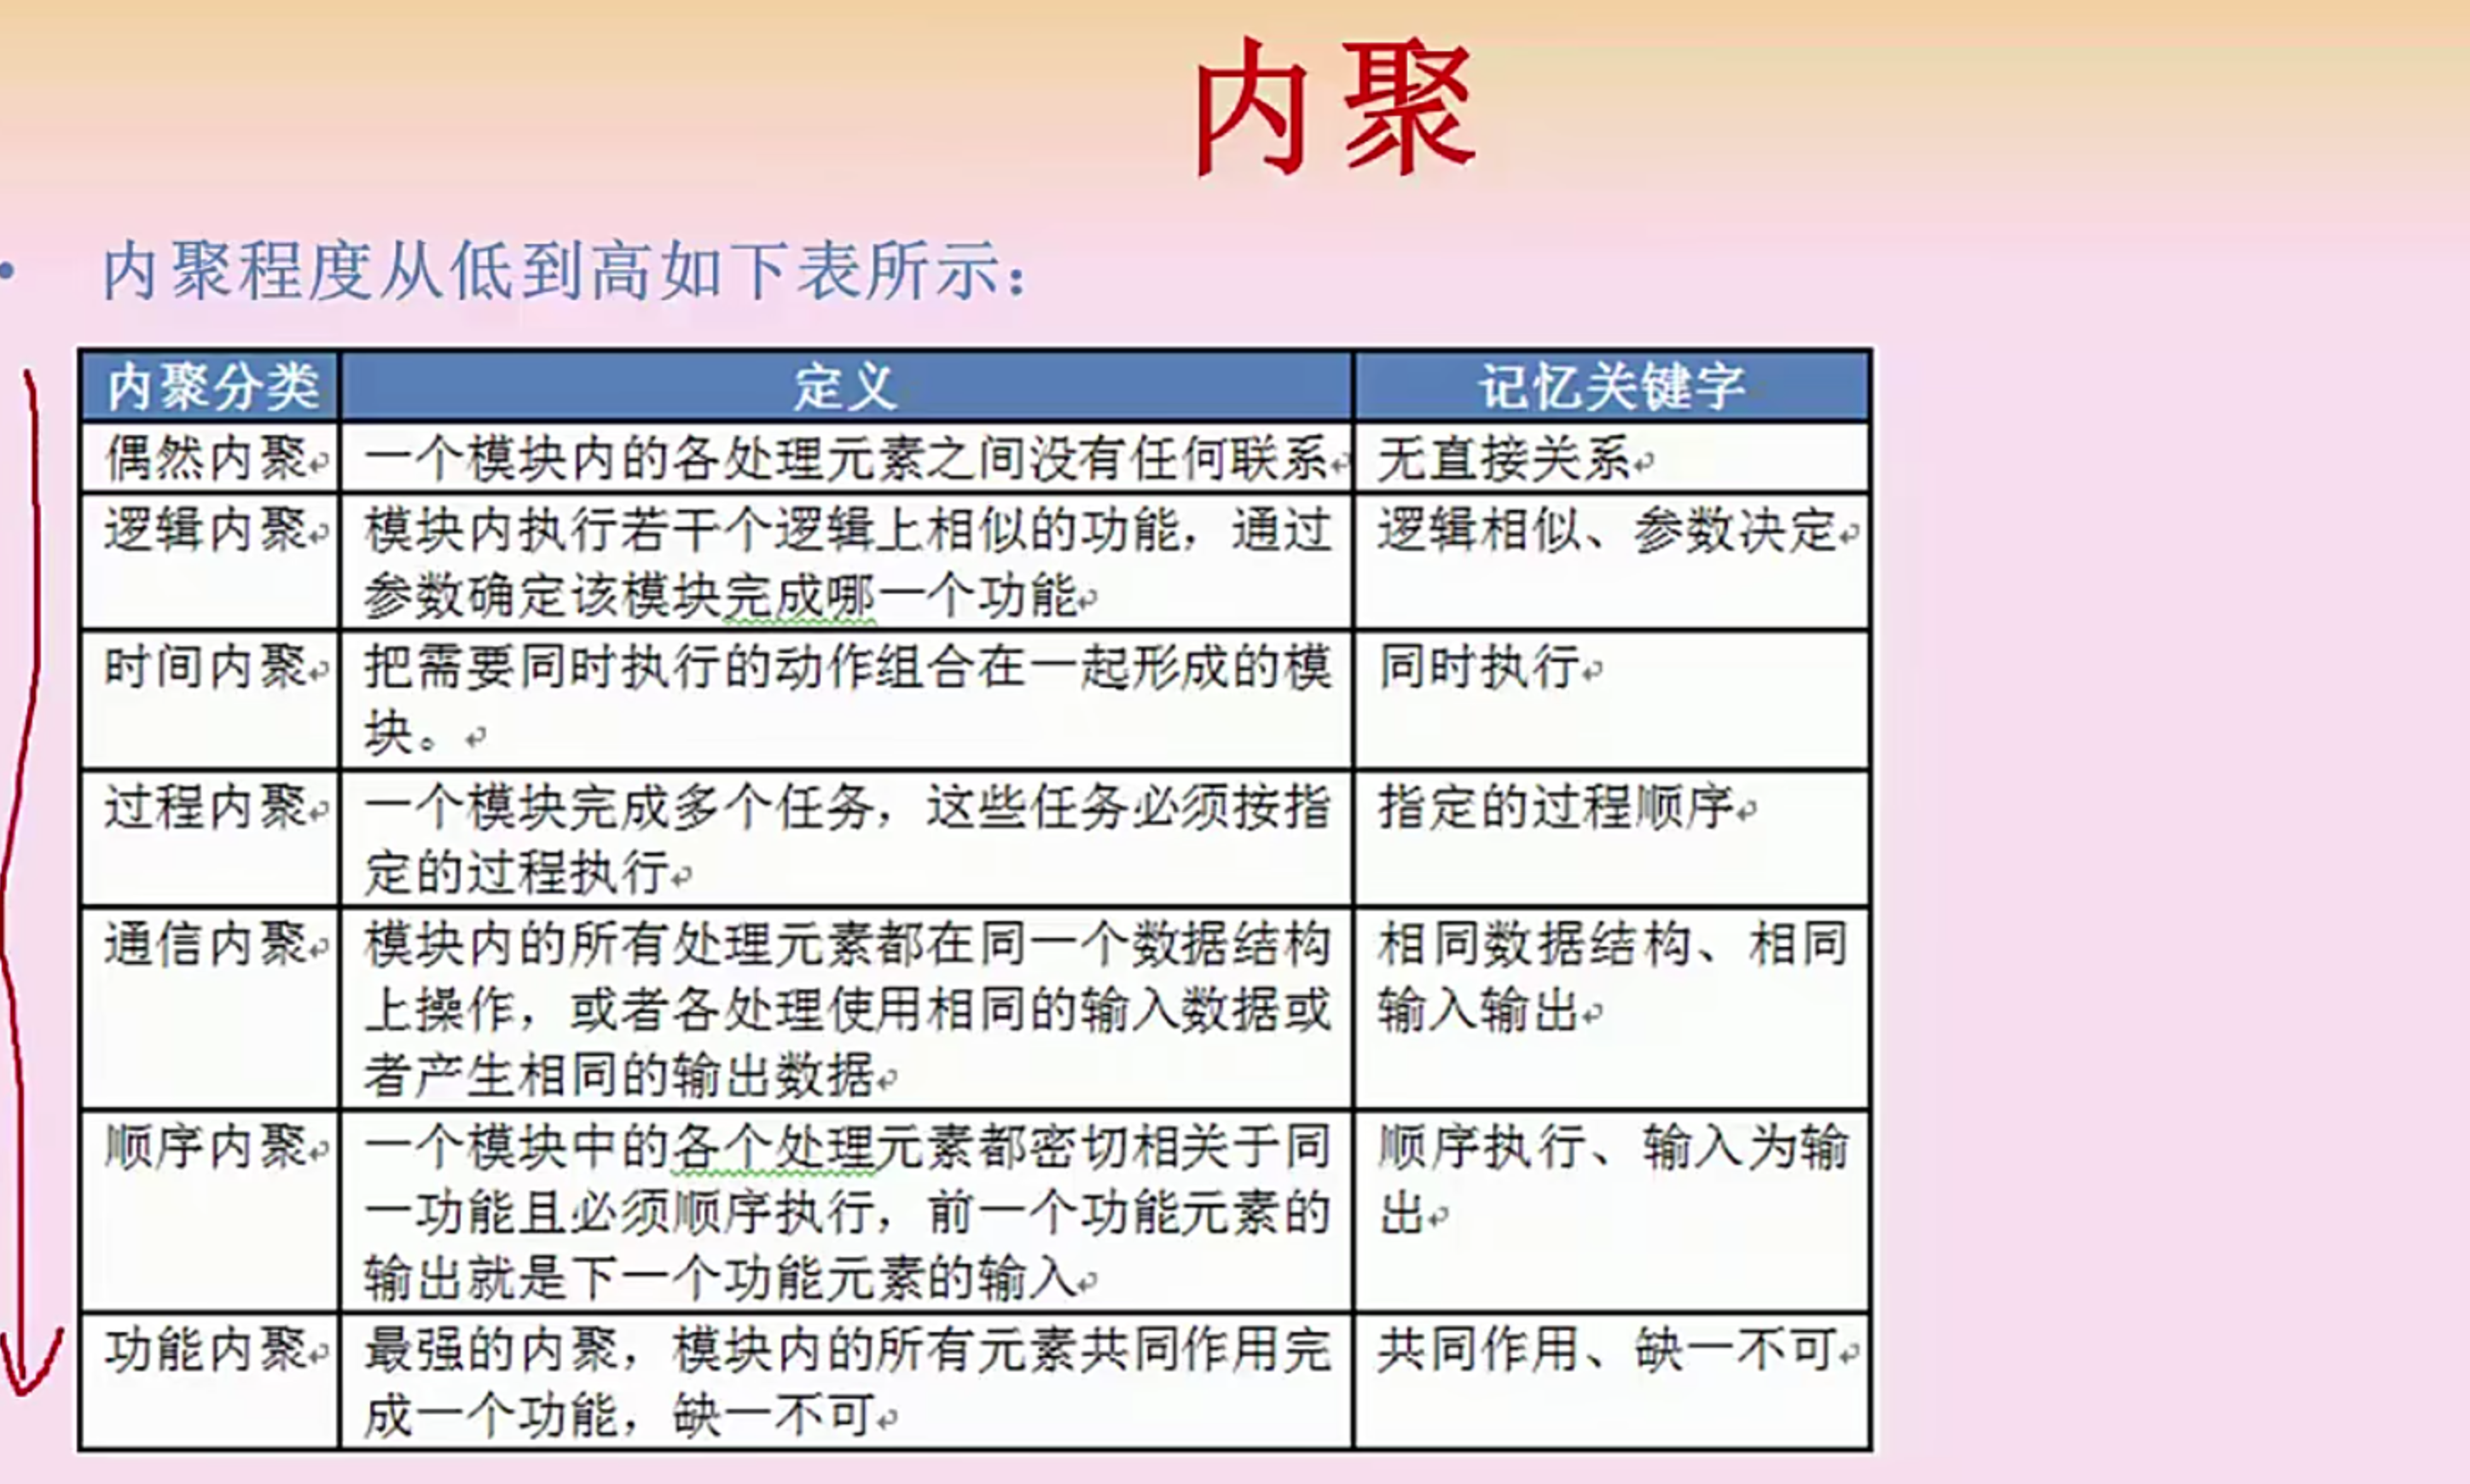 内聚
• 内聚程度从低到高如下表所示：
内聚分类 定义 记忆关键字
偶然内聚 一个模块内的各处理元素之间没有任何联系 无直接关系
逻辑内聚 模块内执行若干个逻辑上相似的功能，通过 逻辑相似、参数决定
参数确定该模块完成哪一个功能
时间内聚 把需要同时执行的动作组合在一起形成的模 同时执行
块。
过程内聚 一个模块完成多个任务，这些任务必须按指 指定的过程顺序
定的过程执行
通信内聚 模块内的所有处理元素都在同一个数据结构 相同数据结构、相同
上操作，或者各处理使用相同的输入数据或 输入输出
者产生相同的输出数据
顺序内聚 一个模块中的各个处理元素都密切相关于同 顺序执行、输入为输
一功能且必须顺序执行，前一个功能元素的 出
输出就是下一个功能元素的输入
功能内聚 最强的内聚，模块内的所有元素共同作用完 共同作用、缺一不可
成一个功能，缺一不可